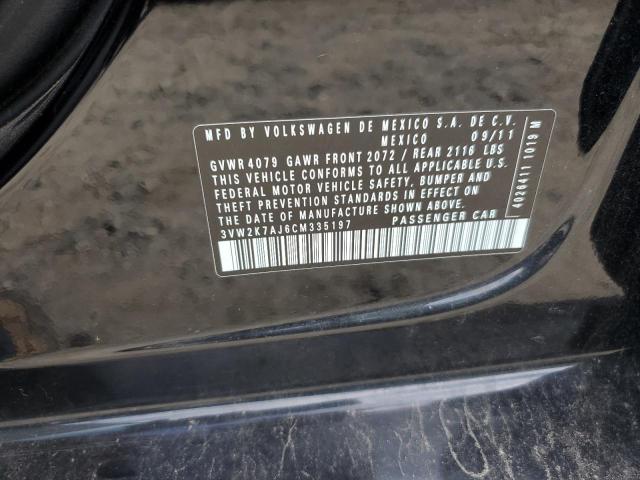 MFD BY VOLKSWAGEN DE MEXICO S.A. DE C.V.
MEXICO 09/11
GVWR 4079 GAWR FRONT 2072 / REAR 2116 LBS
THIS VEHICLE CONFORMS TO ALL APPLICABLE U.S.
FEDERAL MOTOR VEHICLE SAFETY, BUMPER AND
THEFT PREVENTION STANDARDS IN EFFECT ON
THE DATE OF MANUFACTURE SHOWN ABOVE.
3VW2K7AJ6CM335197 PASSENGER CAR
4026411 1019 M